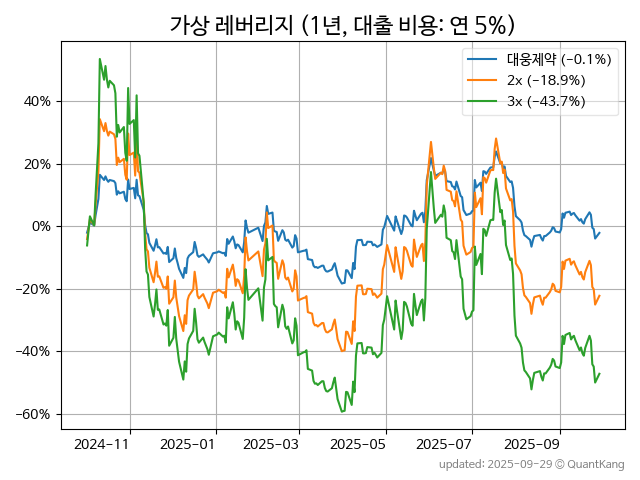 가상 레버리지 (1년, 대출 비용: 연 5%)
대웅제약 (−0.1%)
2x (−18.9%)
3x (−43.7%)
40%
20%
0%
−20%
−40%
−60%
2024-11 2025-01 2025-03 2025-05 2025-07 2025-09
updated: 2025-09-29 © QuantKang